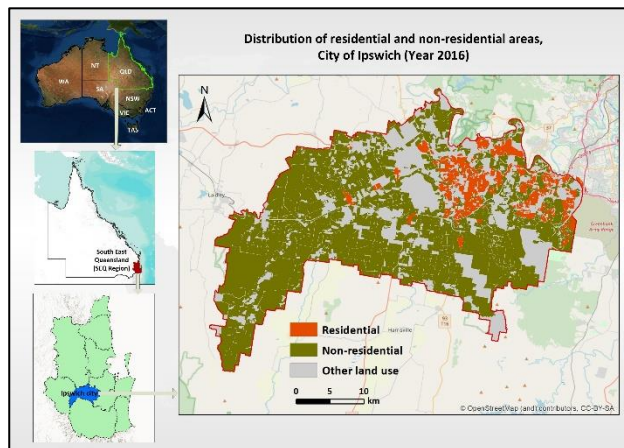 Distribution of residential and non-residential areas,
City of Ipswich (Year 2016)
NT
QLD
WA
SA
NSW
VIC
ACT
TAS
South East
Queensland
(SEQ Region)
Ipswich city
N
Laidley
Harrisville
Residential
Non-residential
Other land use
0 5 10
km
© OpenStreetMap (and) contributors, CC-BY-SA